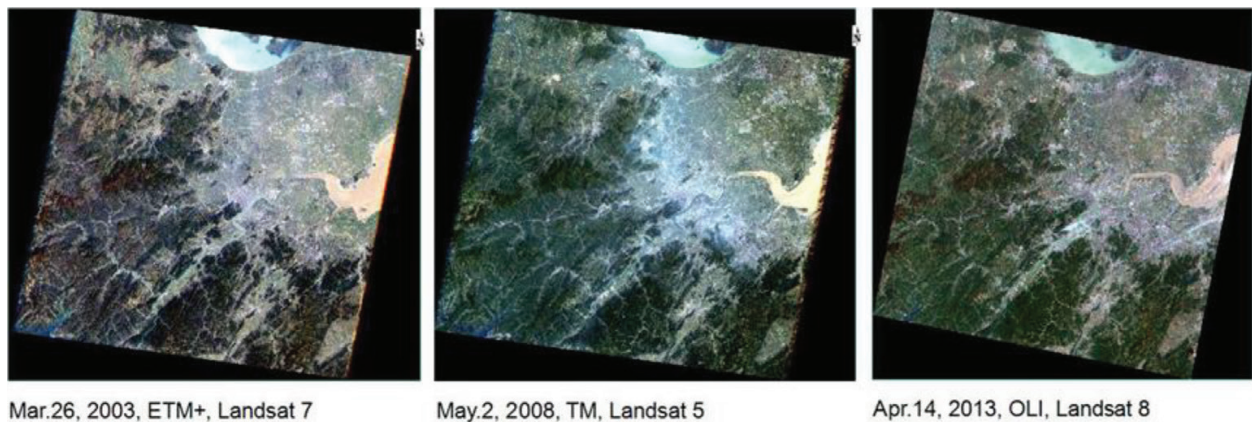 Mar.26, 2003, ETM+, Landsat 7
May.2, 2008, TM, Landsat 5
Apr.14, 2013, OLI, Landsat 8